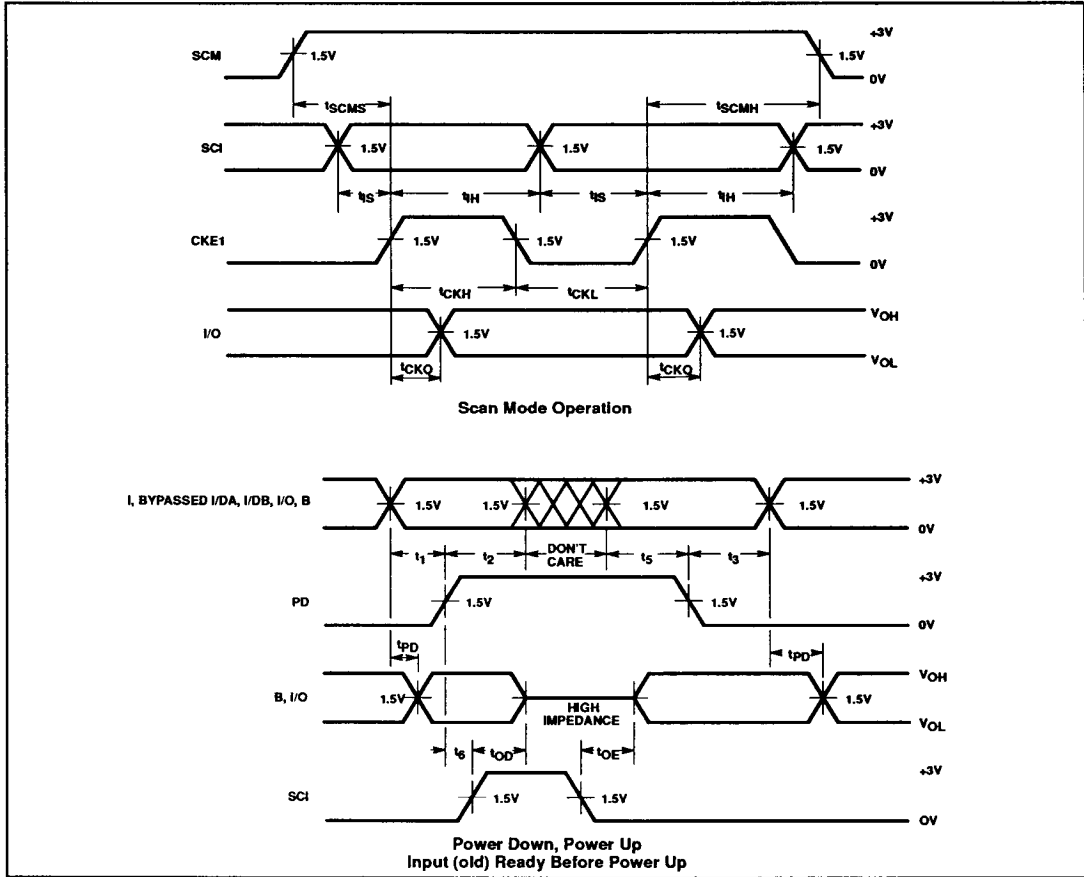 +3V
SCM 1.5V 1.5V
0V
tSCMS tSCMH
+3V
SCI 1.5V 1.5V 1.5V
0V
tIS tIH tIS tIH
+3V
CKE1 1.5V 1.5V 1.5V
0V
tCKH tCKL
VOH
I/O 1.5V 1.5V
VOL
tCKO tCKO
Scan Mode Operation
+3V
I, BYPASSED I/DA, I/DB, I/O, B 1.5V 1.5V 1.5V 1.5V
0V
t1 t2 DON'T CARE t5 t3
+3V
PD 1.5V 1.5V
0V
tPD tPD
VOH
B, I/O 1.5V HIGH IMPEDANCE 1.5V
VOL
t6 tOD tOE
+3V
SCI 1.5V 1.5V
OV
Power Down, Power Up
Input (old) Ready Before Power Up